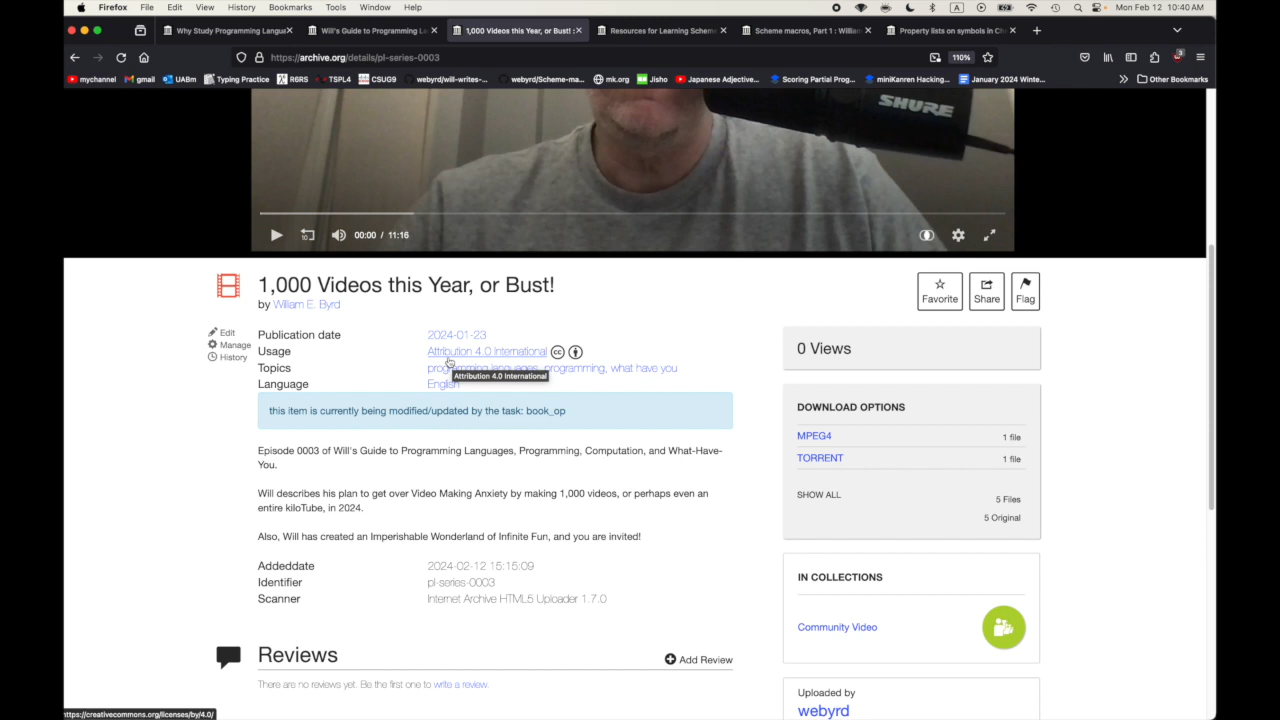 Firefox File Edit View History Bookmarks Tools Window Help Mon Feb 12 10:40 AM
Why Study Programming Langua Will's Guide to Programming La 1,000 Videos this Year, or Bust! : Resources for Learning Scheme Scheme macros, Part 1 : William Property lists on symbols in Ch
https://archive.org/details/pl-series-0003 110% 3
mychannel gmail UABm Typing Practice R6RS TSPL4 CSUG9 webyrd/will-writes-... webyrd/Scheme-ma... mk.org Jisho Japanese Adjective... Scoring Partial Prog... miniKanren Hacking... January 2024 Winte... Other Bookmarks
SHURE
10 00:00 / 11:16
1,000 Videos this Year, or Bust!
by William E. Byrd
Favorite Share Flag
Edit
Manage
History
Publication date 2024-01-23
Usage Attribution 4.0 International cc
Topics programming languages, programming, what have you
Attribution 4.0 International
Language English
this item is currently being modified/updated by the task: book_op
Episode 0003 of Will's Guide to Programming Languages, Programming, Computation, and What-Have-
You.
Will describes his plan to get over Video Making Anxiety by making 1,000 videos, or perhaps even an
entire kiloTube, in 2024.
Also, Will has created an Imperishable Wonderland of Infinite Fun, and you are invited!
Addeddate 2024-02-12 15:15:09
Identifier pl-series-0003
Scanner Internet Archive HTML5 Uploader 1.7.0
Reviews
Add Review
There are no reviews yet. Be the first one to write a review.
0 Views
DOWNLOAD OPTIONS
MPEG4 1 file
TORRENT 1 file
SHOW ALL 5 Files
5 Original
IN COLLECTIONS
Community Video
Uploaded by
webyrd
https://creativecommons.org/licenses/by/4.0/